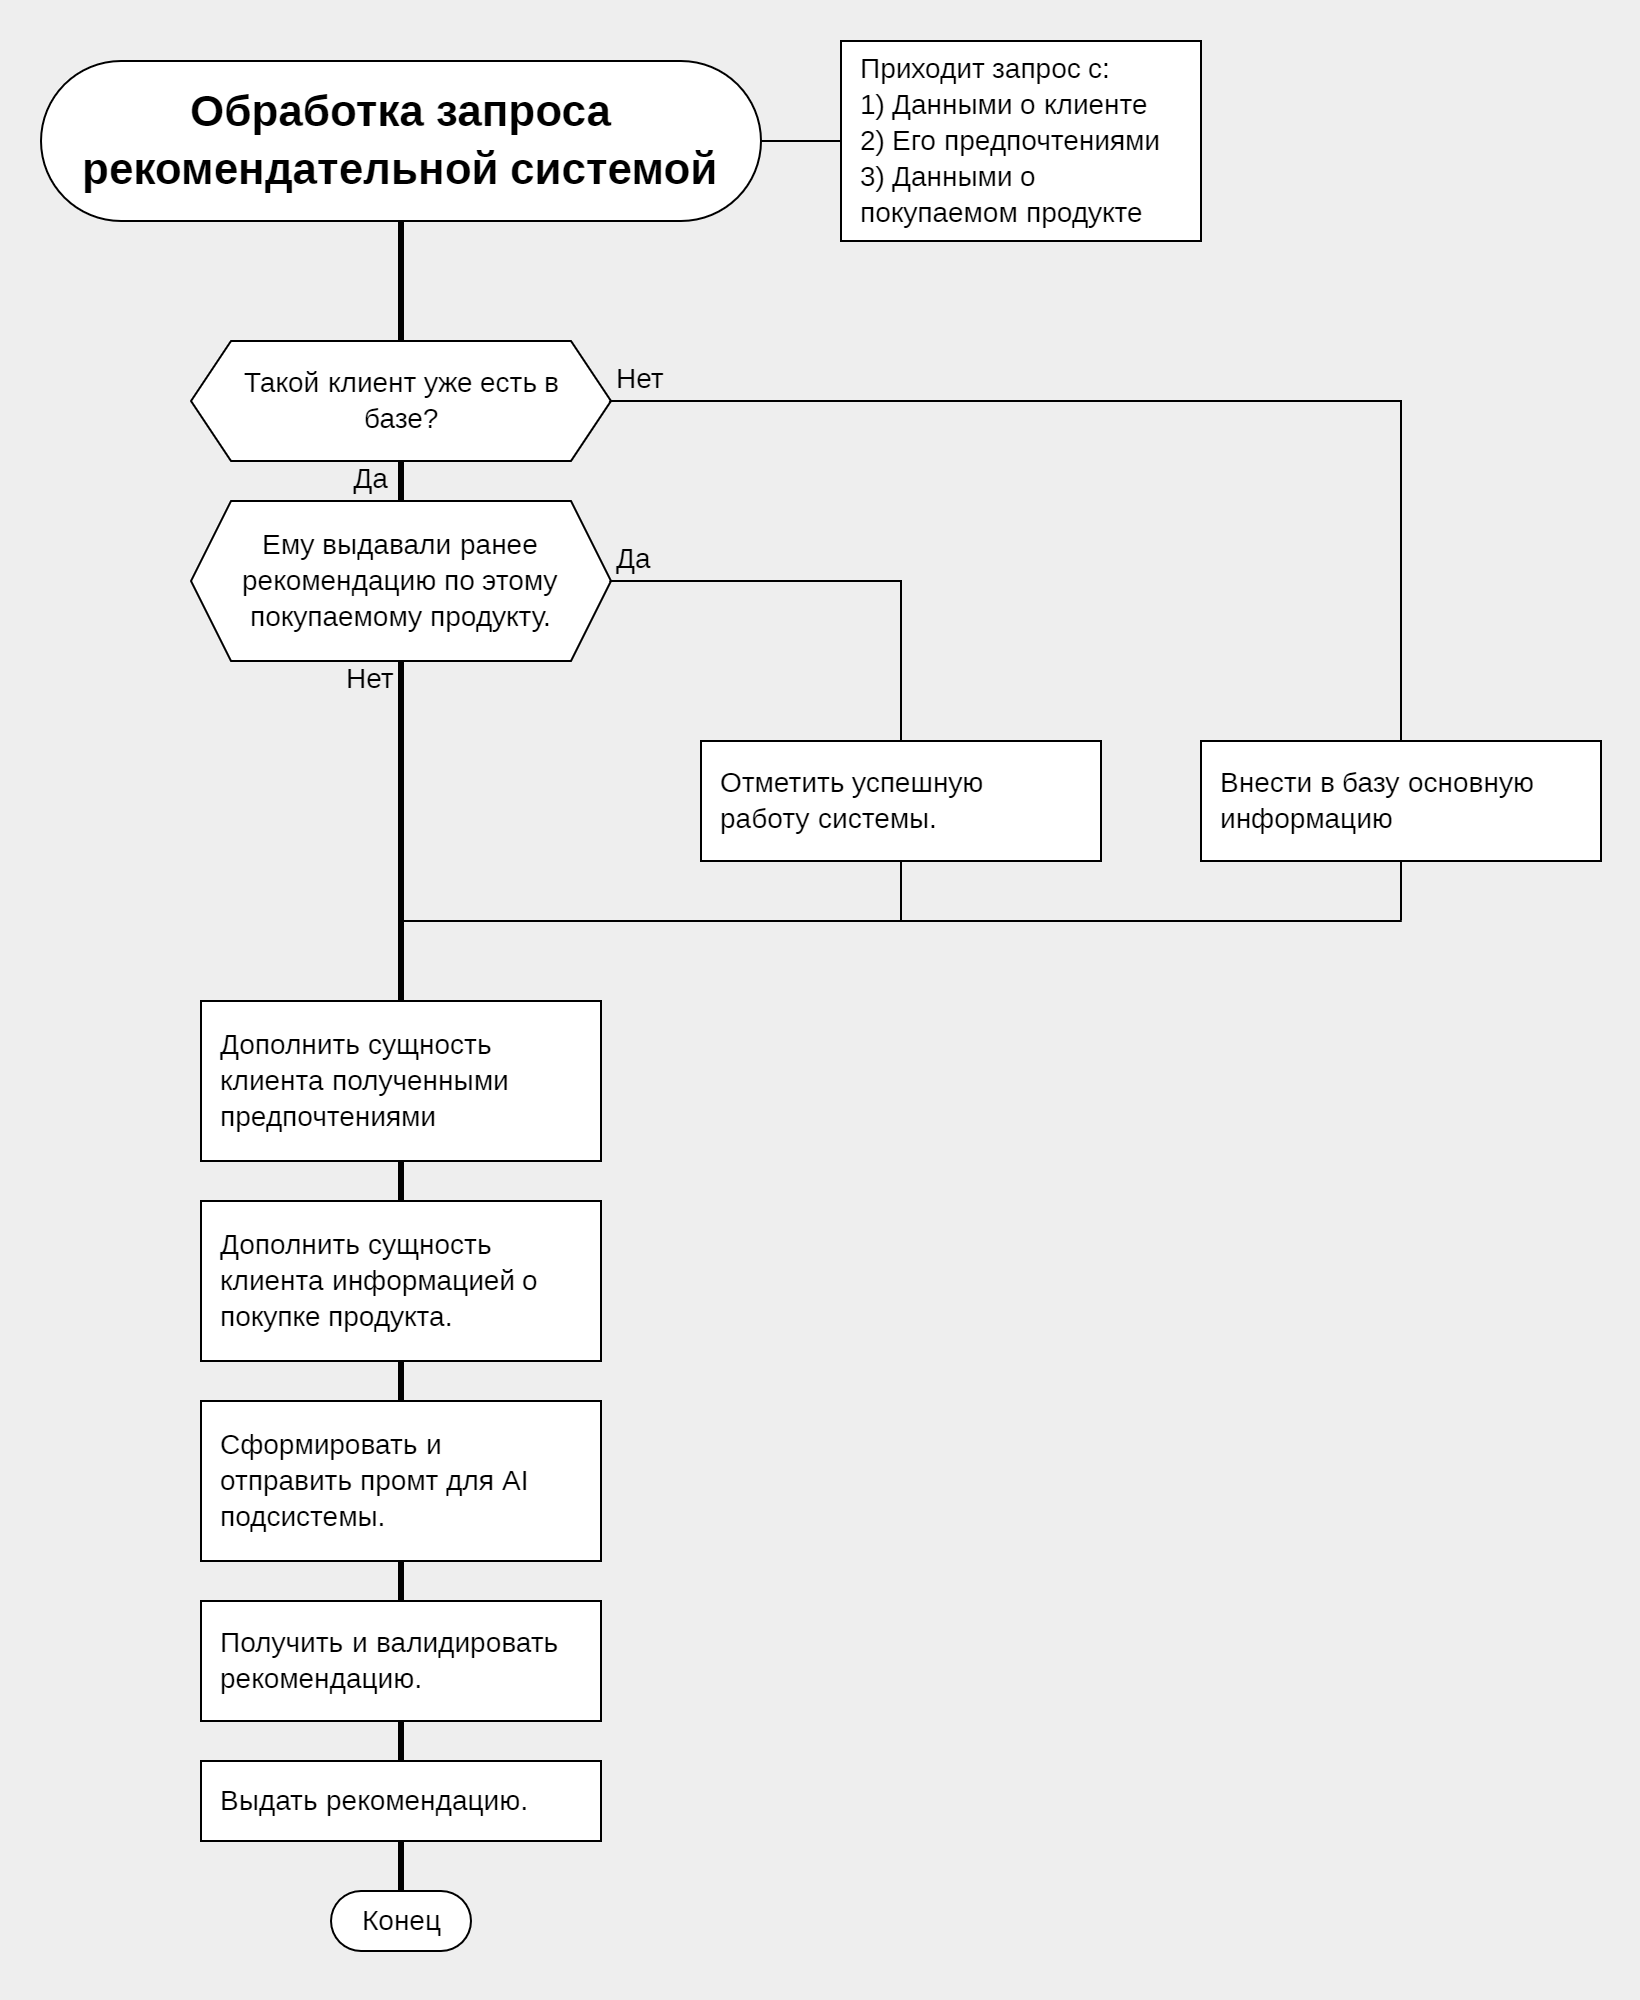 Обработка запроса
рекомендательной системой
Приходит запрос с:
1) Данными о клиенте
2) Его предпочтениями
3) Данными о
покупаемом продукте
Такой клиент уже есть в
базе?
Нет
Да
Ему выдавали ранее
рекомендацию по этому
покупаемому продукту.
Да
Нет
Отметить успешную
работу системы.
Внести в базу основную
информацию
Дополнить сущность
клиента полученными
предпочтениями
Дополнить сущность
клиента информацией о
покупке продукта.
Сформировать и
отправить промт для AI
подсистемы.
Получить и валидировать
рекомендацию.
Выдать рекомендацию.
Конец